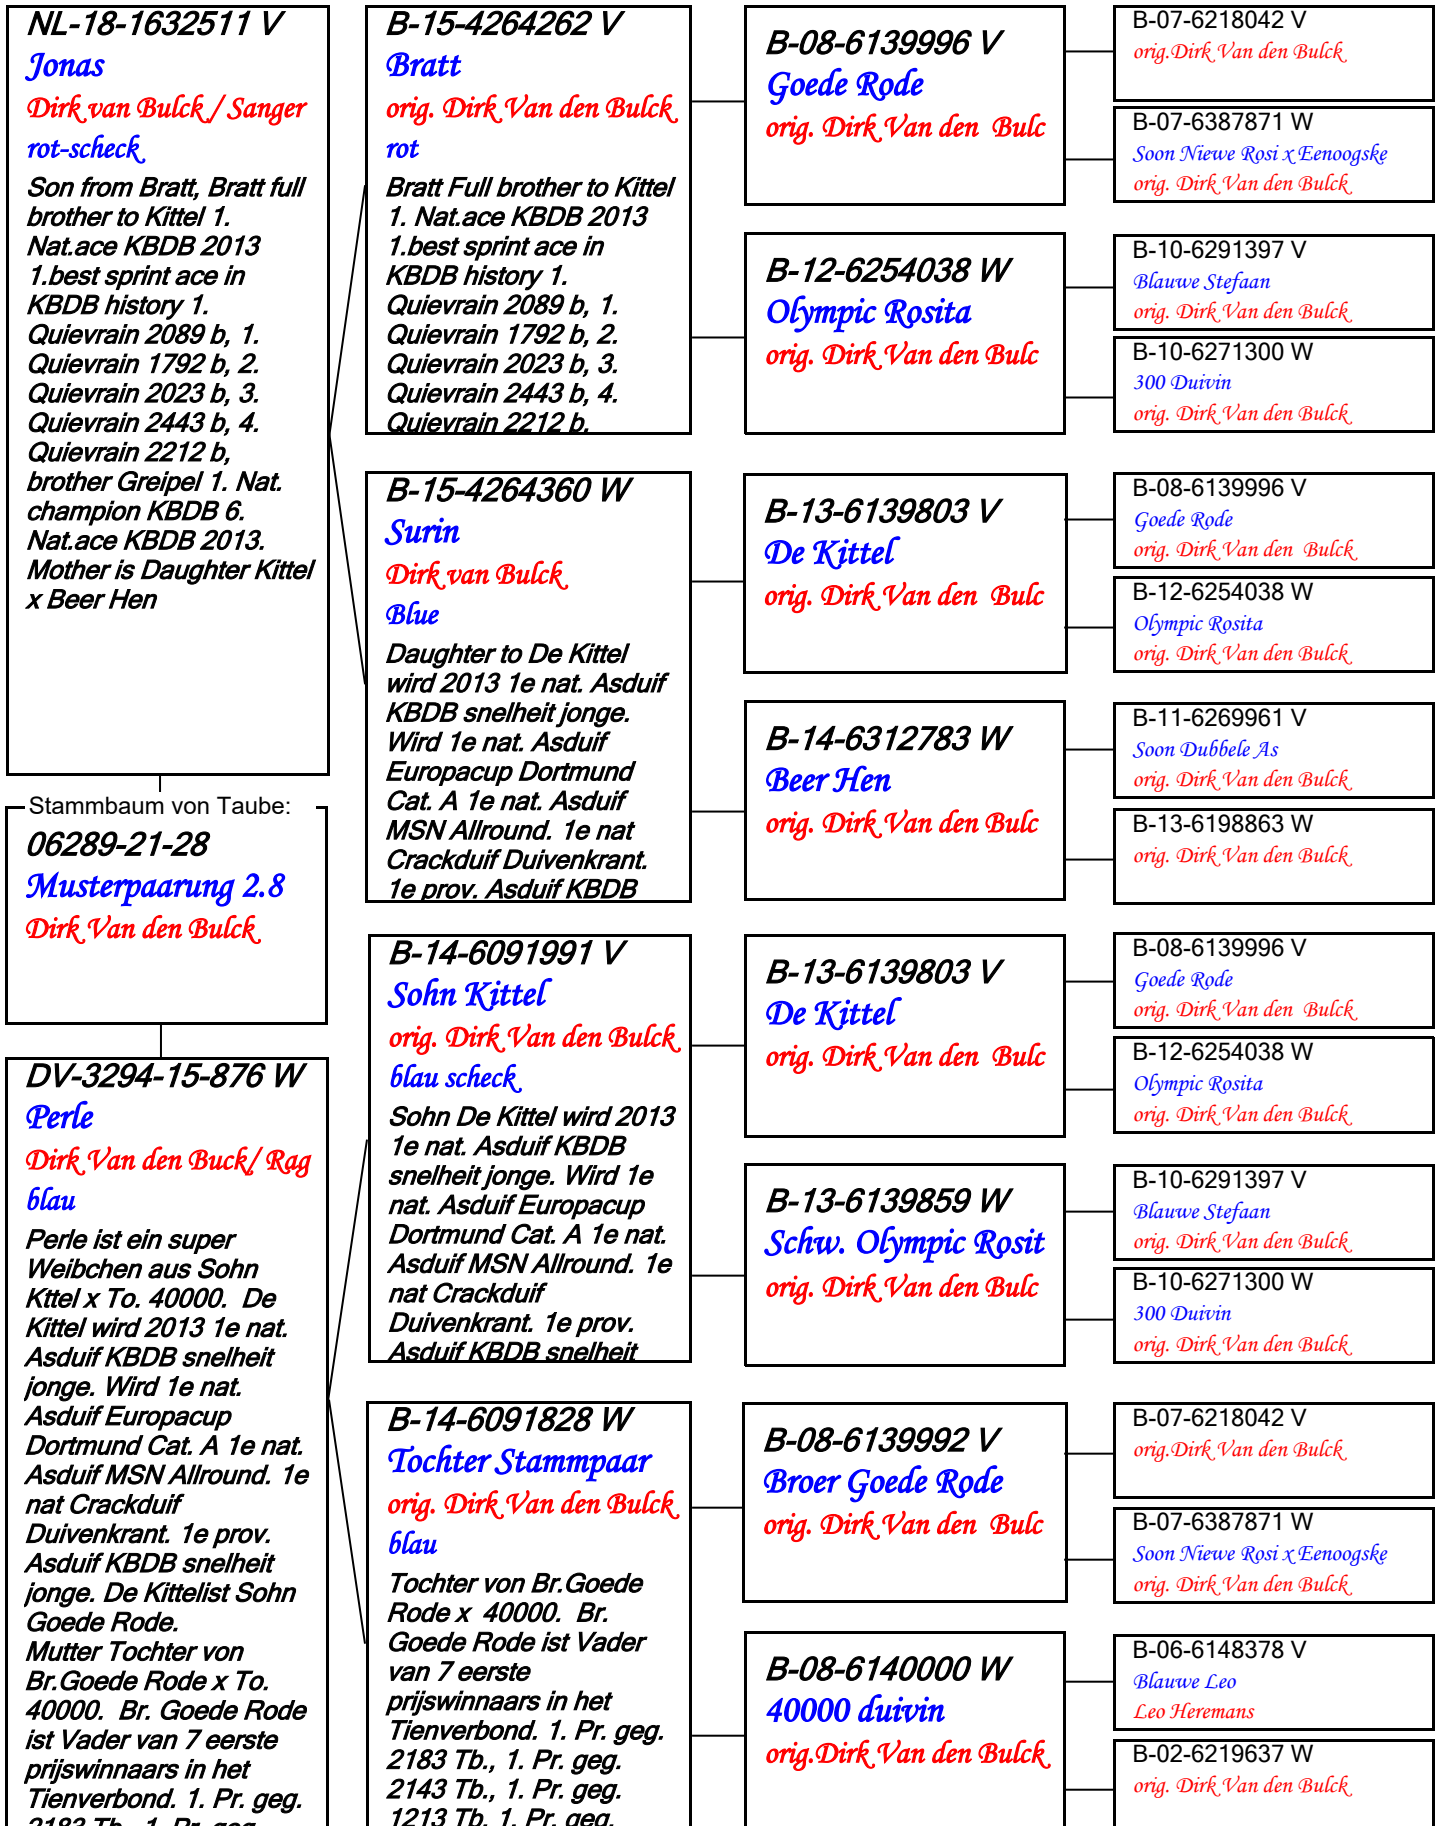 NL-18-1632511 V
Jonas
Dirk van Bulck / Sanger
rot-scheck
Son from Bratt, Bratt full
brother to Kittel 1.
Nat.ace KBDB 2013
1.best sprint ace in
KBDB history 1.
Quievrain 2089 b, 1.
Quievrain 1792 b, 2.
Quievrain 2023 b, 3.
Quievrain 2443 b, 4.
Quievrain 2212 b,
brother Greipel 1. Nat.
champion KBDB 6.
Nat.ace KBDB 2013.
Mother is Daughter Kittel
x Beer Hen
Stammbaum von Taube:
06289-21-28
Musterpaarung 2.8
Dirk Van den Bulck
DV-3294-15-876 W
Perle
Dirk Van den Buck/ Rag
blau
Perle ist ein super
Weibchen aus Sohn
Kttel x To. 40000.  De
Kittel wird 2013 1e nat.
Asduif KBDB snelheit
jonge. Wird 1e nat.
Asduif Europacup
Dortmund Cat. A 1e nat.
Asduif MSN Allround. 1e
nat Crackduif
Duivenkrant. 1e prov.
Asduif KBDB snelheit
jonge. De Kittelist Sohn
Goede Rode.
Mutter Tochter von
Br.Goede Rode x To.
40000.  Br. Goede Rode
ist Vader van 7 eerste
prijswinnaars in het
Tienverbond. 1. Pr. geg.
2183 Tb., 1. Pr. geg.
B-15-4264262 V
Bratt
orig. Dirk Van den Bulck
rot
Bratt Full brother to Kittel
1. Nat.ace KBDB 2013
1.best sprint ace in
KBDB history 1.
Quievrain 2089 b, 1.
Quievrain 1792 b, 2.
Quievrain 2023 b, 3.
Quievrain 2443 b, 4.
Quievrain 2212 b,
B-15-4264360 W
Surin
Dirk van Bulck
Blue
Daughter to De Kittel
wird 2013 1e nat. Asduif
KBDB snelheit jonge.
Wird 1e nat. Asduif
Europacup Dortmund
Cat. A 1e nat. Asduif
MSN Allround. 1e nat
Crackduif Duivenkrant.
1e prov. Asduif KBDB
B-14-6091991 V
Sohn Kittel
orig. Dirk Van den Bulck
blau scheck
Sohn De Kittel wird 2013
1e nat. Asduif KBDB
snelheit jonge. Wird 1e
nat. Asduif Europacup
Dortmund Cat. A 1e nat.
Asduif MSN Allround. 1e
nat Crackduif
Duivenkrant. 1e prov.
Asduif KBDB snelheit
B-14-6091828 W
Tochter Stammpaar
orig. Dirk Van den Bulck
blau
Tochter von Br.Goede
Rode x  40000.  Br.
Goede Rode ist Vader
van 7 eerste
prijswinnaars in het
Tienverbond. 1. Pr. geg.
2183 Tb., 1. Pr. geg.
2143 Tb., 1. Pr. geg.
1213 Tb, 1. Pr. geg.
B-08-6139996 V
Goede Rode
orig. Dirk Van den  Bulc
B-12-6254038 W
Olympic Rosita
orig. Dirk Van den Bulc
B-13-6139803 V
De Kittel
orig. Dirk Van den  Bulc
B-14-6312783 W
Beer Hen
orig. Dirk Van den Bulc
B-13-6139803 V
De Kittel
orig. Dirk Van den  Bulc
B-13-6139859 W
Schw. Olympic Rosit
orig. Dirk Van den Bulc
B-08-6139992 V
Broer Goede Rode
orig. Dirk Van den  Bulc
B-08-6140000 W
40000 duivin
orig.Dirk Van den Bulck
B-07-6218042 V
orig.Dirk Van den Bulck
B-07-6387871 W
Soon Niewe Rosi x Eenoogske
orig. Dirk Van den Bulck
B-10-6291397 V
Blauwe Stefaan
orig. Dirk Van den Bulck
B-10-6271300 W
300 Duivin
orig. Dirk Van den Bulck
B-08-6139996 V
Goede Rode
orig. Dirk Van den  Bulck
B-12-6254038 W
Olympic Rosita
orig. Dirk Van den Bulck
B-11-6269961 V
Soon Dubbele As
orig. Dirk Van den Bulck
B-13-6198863 W
orig. Dirk Van den Bulck
B-08-6139996 V
Goede Rode
orig. Dirk Van den  Bulck
B-12-6254038 W
Olympic Rosita
orig. Dirk Van den Bulck
B-10-6291397 V
Blauwe Stefaan
orig. Dirk Van den Bulck
B-10-6271300 W
300 Duivin
orig. Dirk Van den Bulck
B-07-6218042 V
orig.Dirk Van den Bulck
B-07-6387871 W
Soon Niewe Rosi x Eenoogske
orig. Dirk Van den Bulck
B-06-6148378 V
Blauwe Leo
Leo Heremans
B-02-6219637 W
orig. Dirk Van den Bulck